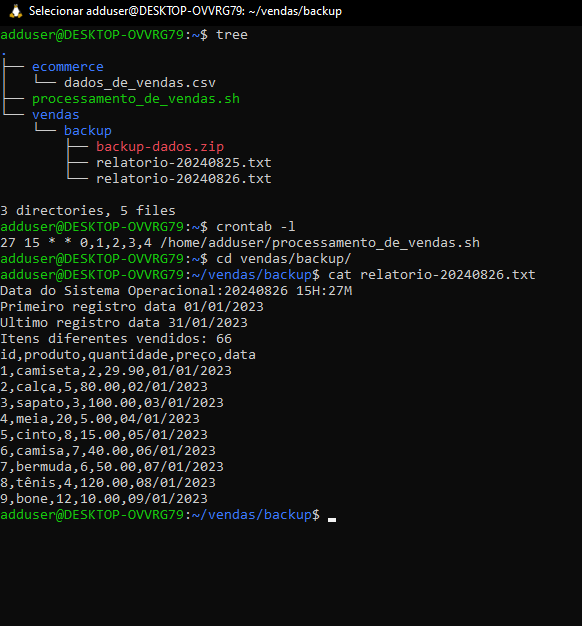 Selecionar adduser@DESKTOP-OVVRG79: ~/vendas/backup
adduser@DESKTOP-OVVRG79:~$ tree
.
├── ecommerce
│   └── dados_de_vendas.csv
├── processamento_de_vendas.sh
└── vendas
    └── backup
        ├── backup-dados.zip
        ├── relatorio-20240825.txt
        └── relatorio-20240826.txt
3 directories, 5 files
adduser@DESKTOP-OVVRG79:~$ crontab -l
27 15 * * 0,1,2,3,4 /home/adduser/processamento_de_vendas.sh
adduser@DESKTOP-OVVRG79:~$ cd vendas/backup/
adduser@DESKTOP-OVVRG79:~/vendas/backup$ cat relatorio-20240826.txt
Data do Sistema Operacional:20240826 15H:27M
Primeiro registro data 01/01/2023
Ultimo registro data 31/01/2023
Itens diferentes vendidos: 66
id,produto,quantidade,preço,data
1,camiseta,2,29.90,01/01/2023
2,calça,5,80.00,02/01/2023
3,sapato,3,100.00,03/01/2023
4,meia,20,5.00,04/01/2023
5,cinto,8,15.00,05/01/2023
6,camisa,7,40.00,06/01/2023
7,bermuda,6,50.00,07/01/2023
8,tênis,4,120.00,08/01/2023
9,bone,12,10.00,09/01/2023
adduser@DESKTOP-OVVRG79:~/vendas/backup$